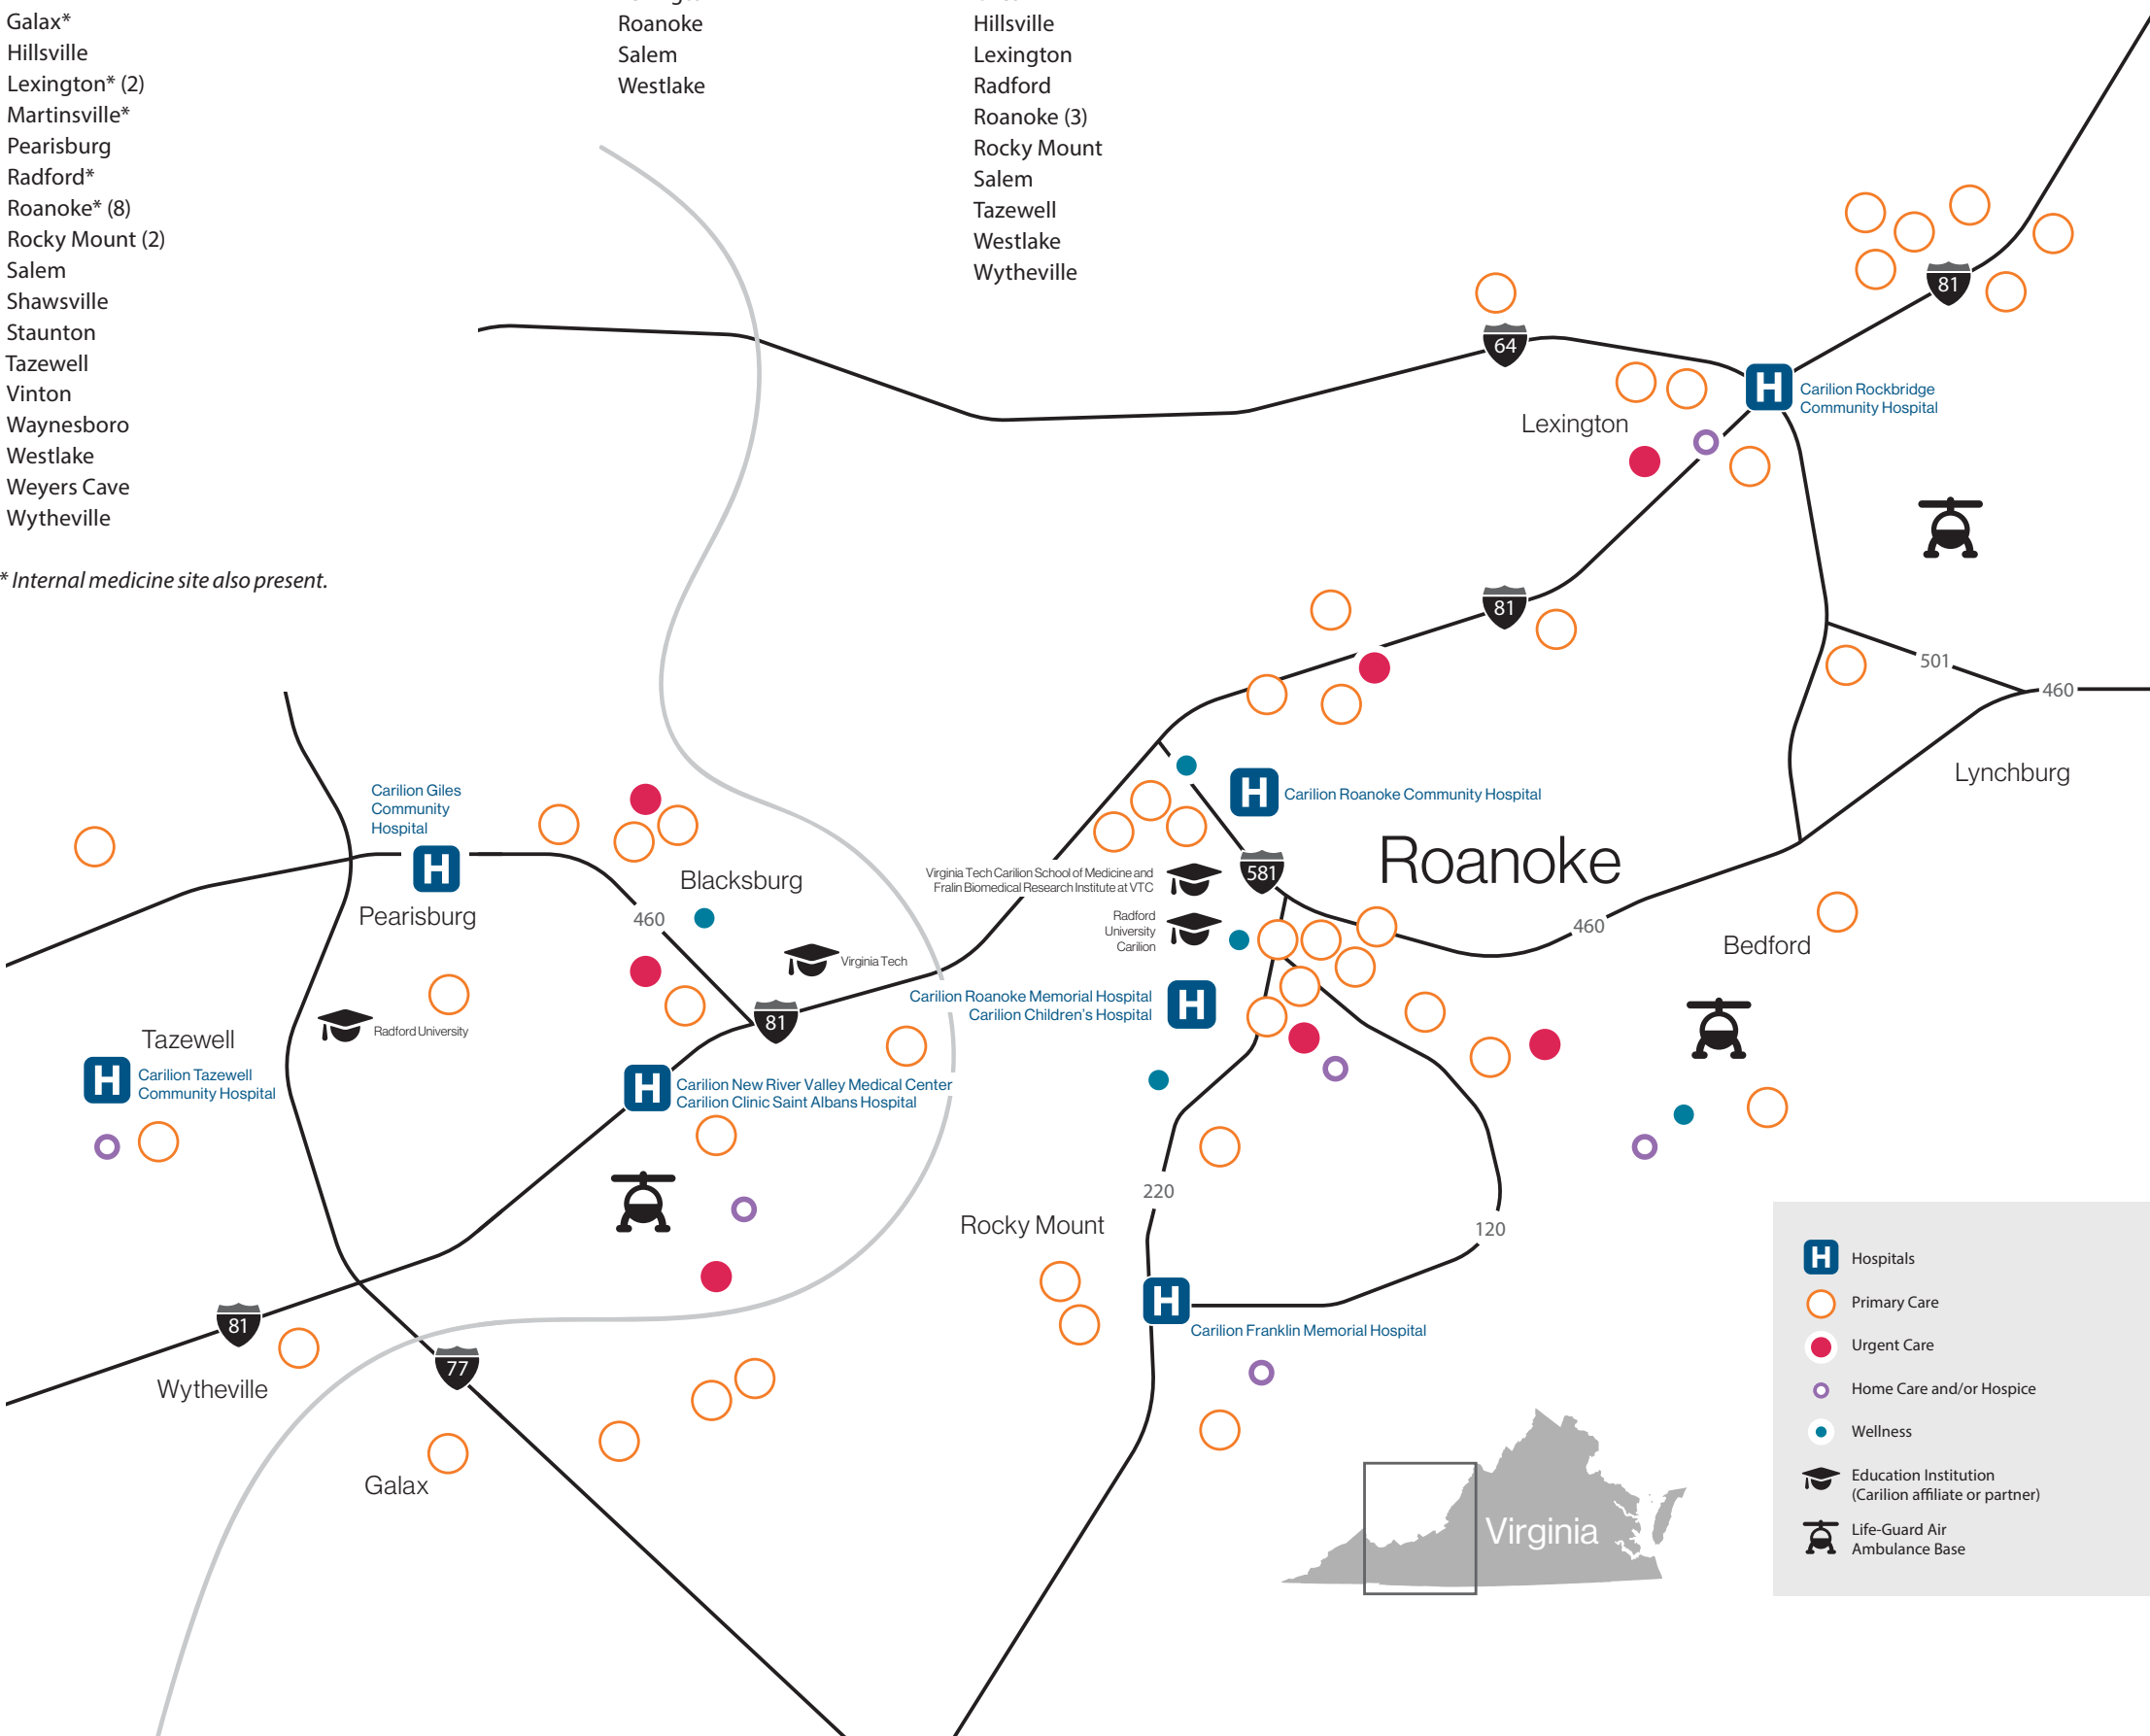 Galax*
Hillsville
Lexington* (2)
Martinsville*
Pearisburg
Radford*
Roanoke* (8)
Rocky Mount (2)
Salem
Shawsville
Staunton
Tazewell
Vinton
Waynesboro
Westlake
Weyers Cave
Wytheville
* Internal medicine site also present.
Roanoke
Salem
Westlake
Hillsville
Lexington
Radford
Roanoke (3)
Rocky Mount
Salem
Tazewell
Westlake
Wytheville
81
64
Carilion Rockbridge
Community Hospital
Lexington
81
501
460
Lynchburg
Carilion Giles
Community
Hospital
Pearisburg
Blacksburg
460
Virginia Tech
Radford University
Tazewell
Carilion Tazewell
Community Hospital
81
Carilion New River Valley Medical Center
Carilion Clinic Saint Albans Hospital
Carilion Roanoke Community Hospital
Roanoke
Virginia Tech Carilion School of Medicine and
Fralin Biomedical Research Institute at VTC
581
Radford
University
Carilion
460
Bedford
Carilion Roanoke Memorial Hospital
Carilion Children's Hospital
220
Rocky Mount
120
Carilion Franklin Memorial Hospital
81
Wytheville
77
Galax
Virginia
H Hospitals
Primary Care
Urgent Care
Home Care and/or Hospice
Wellness
Education Institution
(Carilion affiliate or partner)
Life-Guard Air
Ambulance Base